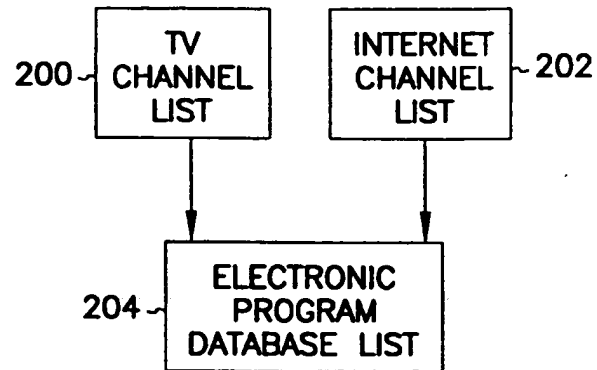 TV
CHANNEL
LIST
200
INTERNET
CHANNEL
LIST
202
ELECTRONIC
PROGRAM
DATABASE LIST
204